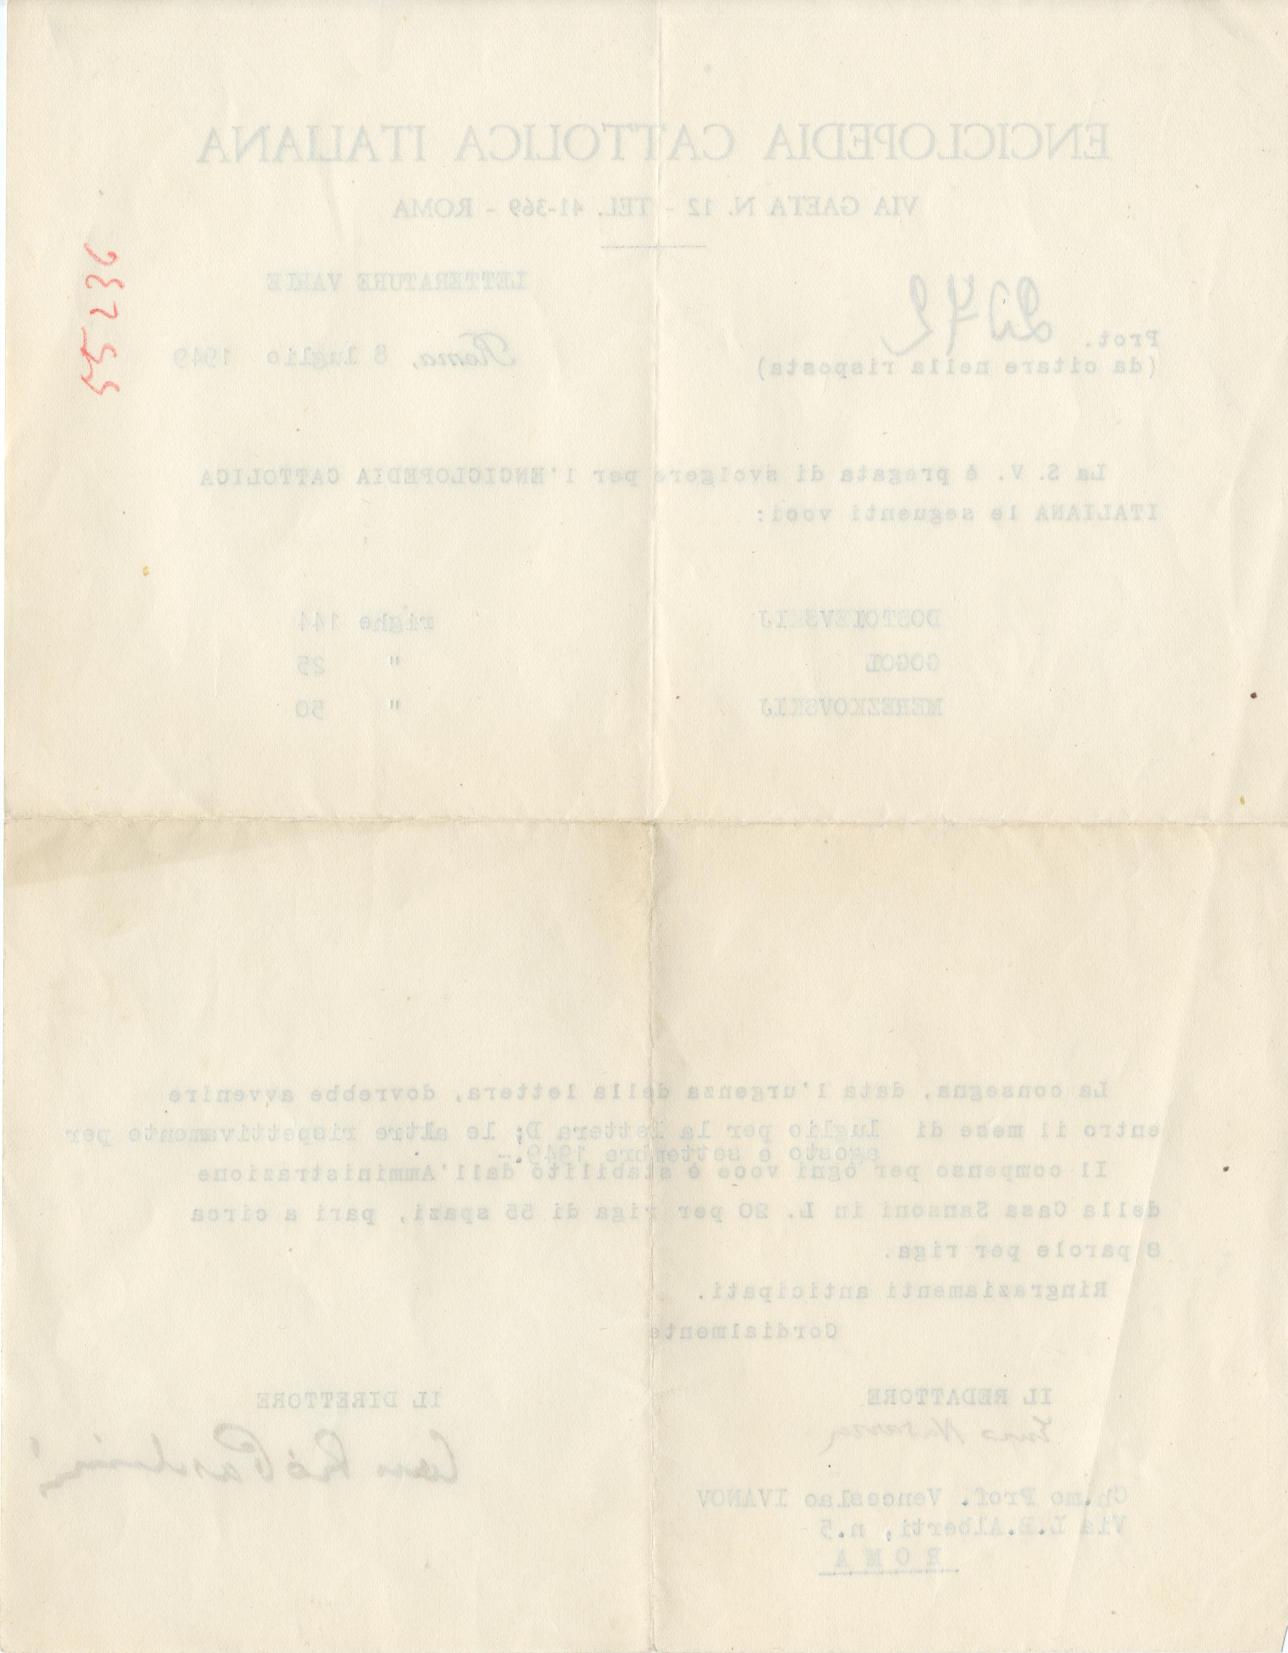 ENCICLOPEDIA CATTOLICA ITALIANA
VIA GAETA N. 12 - TEL. 41-369 - ROMA
LETTERATURE VARIE
Prot.
(da citare nella risposta)
Roma, 8 luglio 1949
La S. V. è pregata di svolgere per l'ENCICLOPEDIA CATTOLICA
ITALIANA le seguenti voci:
DOSTOIEVSKIJ righe 144
GOGOL " 25
MEREZKOVSKIJ " 50
La consegna, data l'urgenza della lettera, dovrebbe avvenire
entro il mese di luglio per la lettera D; le altre rispettivamente per
agosto e settembre 1949.-
Il compenso per ogni voce è stabilito dall'Amministrazione
della Casa Sansoni in L. 20 per riga di 55 spazi, pari a circa
8 parole per riga.
Ringraziamenti anticipati.
Cordialmente
IL REDATTORE
IL DIRETTORE
Ch.mo Prof. Venceslao IVANOV
Via L.B.Alberti, n.5
ROMA
55236